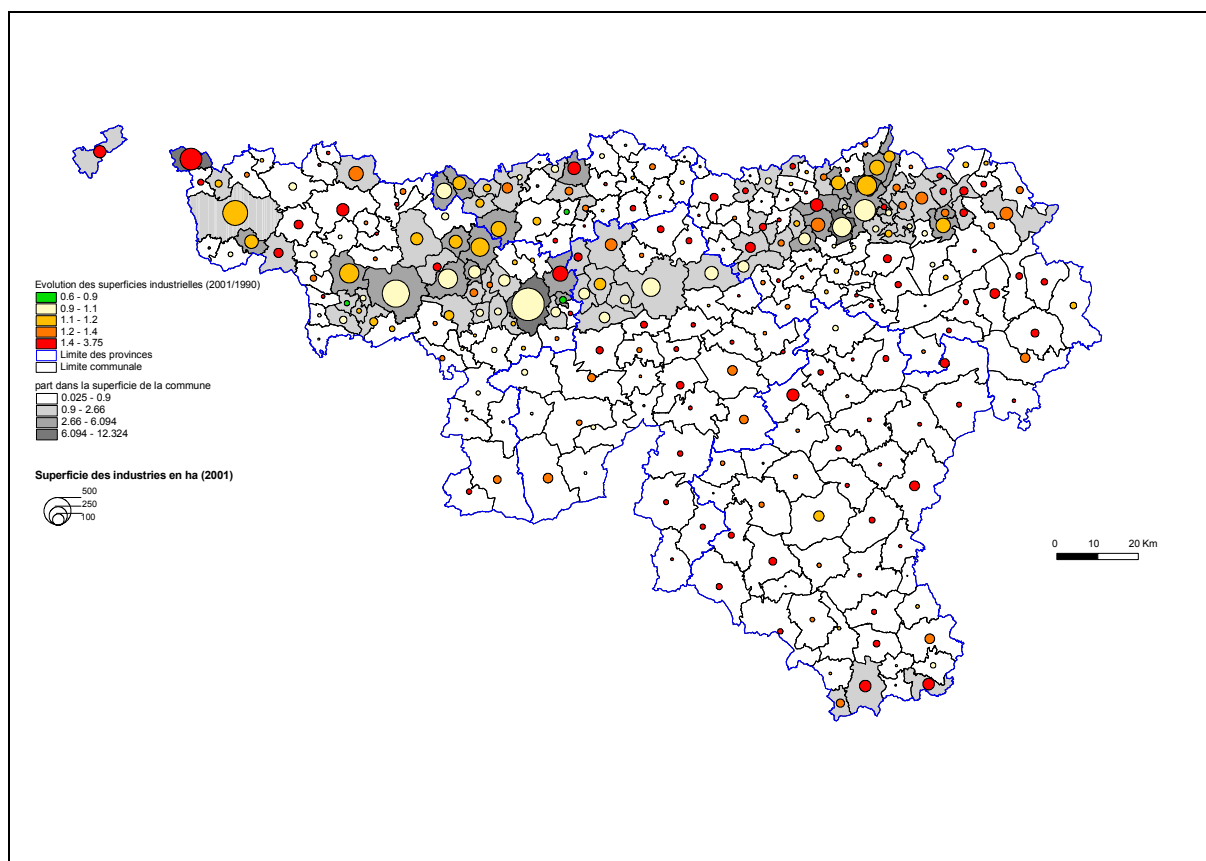 Evolution des superficies industrielles (2001/1990)
0.6 - 0.9
0.9 - 1.1
1.1 - 1.2
1.2 - 1.4
1.4 - 3.75
Limite des provinces
Limite communale
part dans la superficie de la commune
0.025 - 0.9
0.9 - 2.66
2.66 - 6.094
6.094 - 12.324
Superficie des industries en ha (2001)
500
250
100
0 10 20 Km